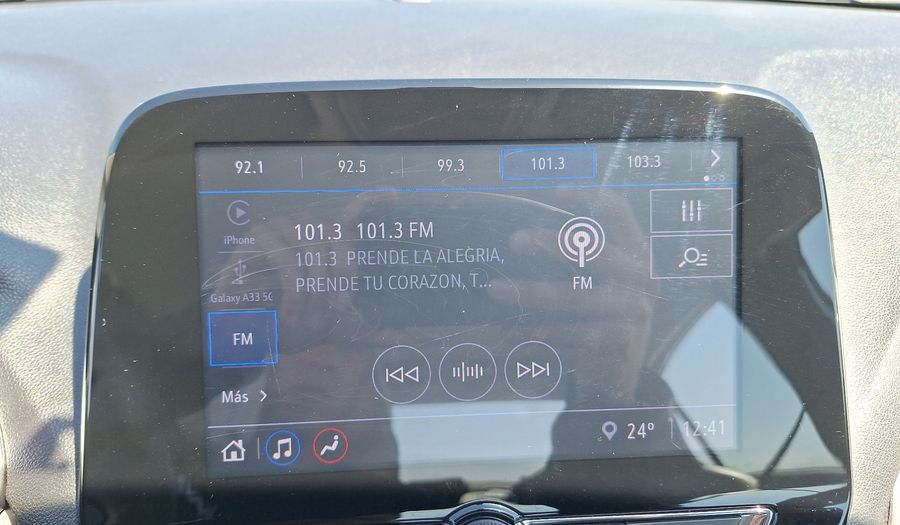 92.1 92.5 99.3 101.3 103.3
iPhone
101.3 101.3 FM
101.3 PRENDE LA ALEGRIA,
PRENDE TU CORAZON, T...
FM
Galaxy A33 5G
FM
Más
24° 12:41